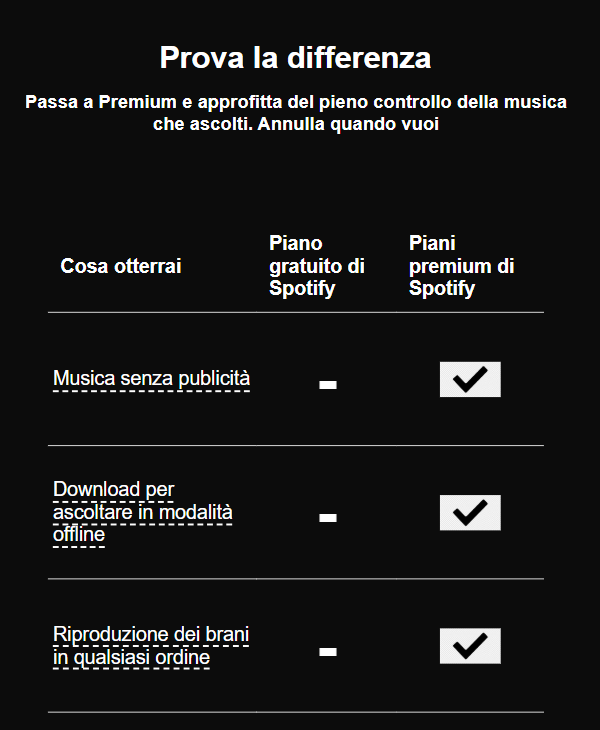 Prova la differenza
Passa a Premium e approfitta del pieno controllo della musica
che ascolti. Annulla quando vuoi
Cosa otterrai
Piano
gratuito di
Spotify
Piani
premium di
Spotify
Musica senza publicità
Download per
ascoltare in modalità
offline
Riproduzione dei brani
in qualsiasi ordine